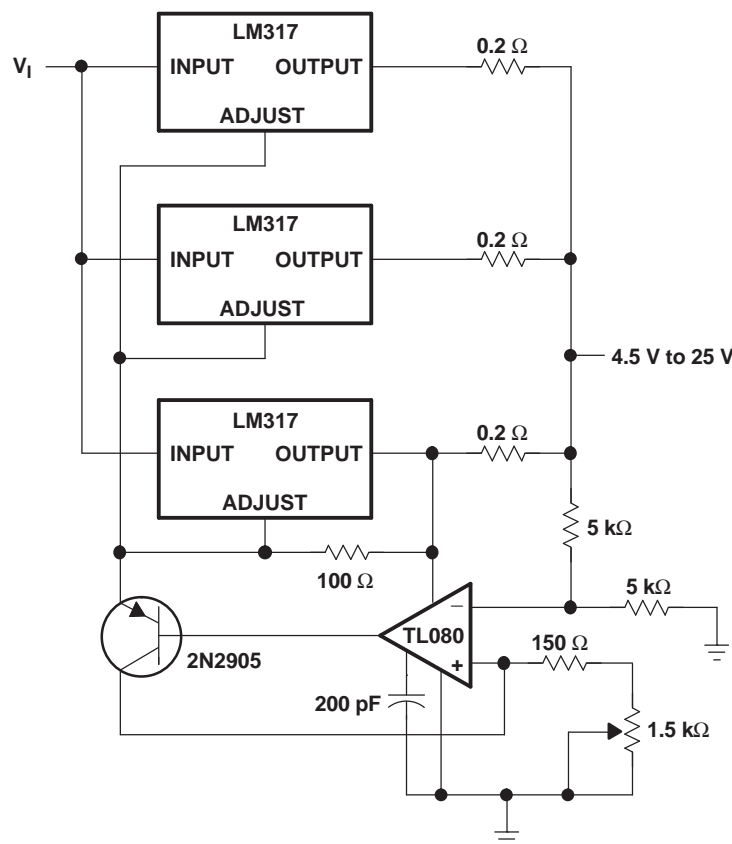 LM317
0.2 Ω
VI
INPUT OUTPUT
ADJUST
LM317
0.2 Ω
INPUT OUTPUT
ADJUST
4.5 V to 25 V
LM317
0.2 Ω
INPUT OUTPUT
ADJUST
5 kΩ
100 Ω
5 kΩ
−
TL080
150 Ω
+
2N2905
200 pF
1.5 kΩ